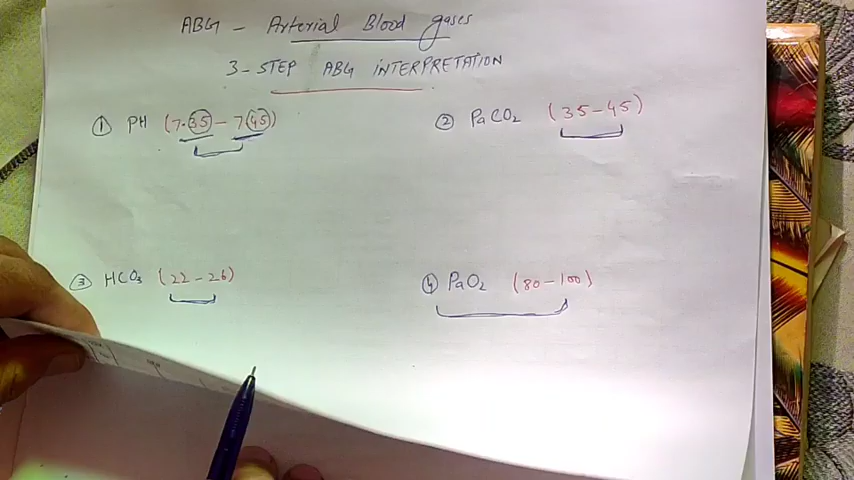 ABG - Arterial Blood gases
3-STEP ABG INTERPRETATION
① PH (7.35 - 7.45)
② PaCO₂ (35-45)
③ HCO₃ (22-26)
④ PaO₂ (80-100)